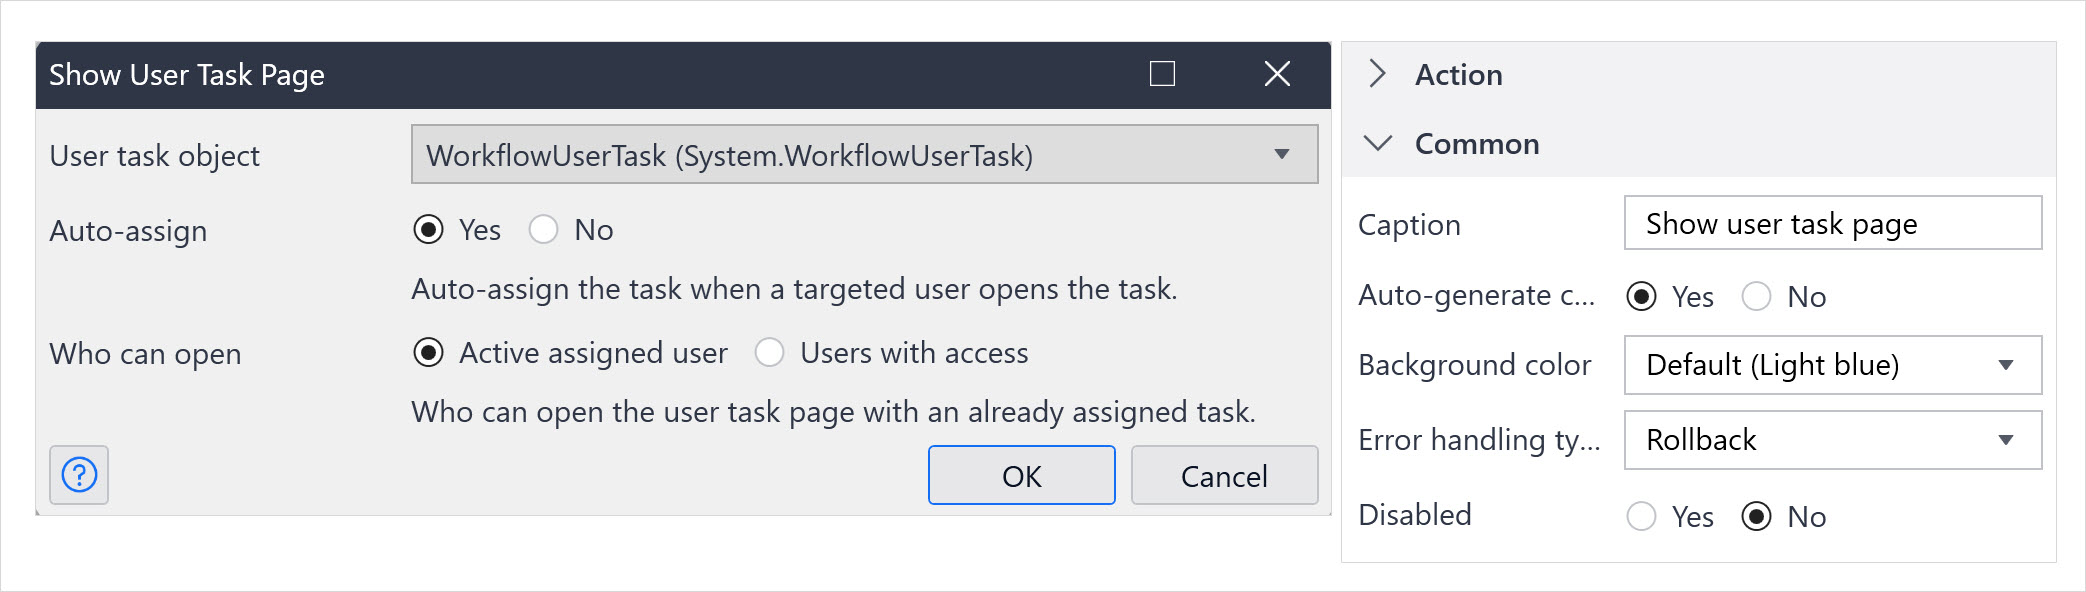 Show User Task Page
User task object
WorkflowUserTask (System.WorkflowUserTask)
Auto-assign
Yes No
Auto-assign the task when a targeted user opens the task.
Who can open
Active assigned user Users with access
Who can open the user task page with an already assigned task.
?
OK Cancel
Action
Common
Caption
Show user task page
Auto-generate c...
Yes No
Background color
Default (Light blue)
Error handling ty...
Rollback
Disabled
Yes No